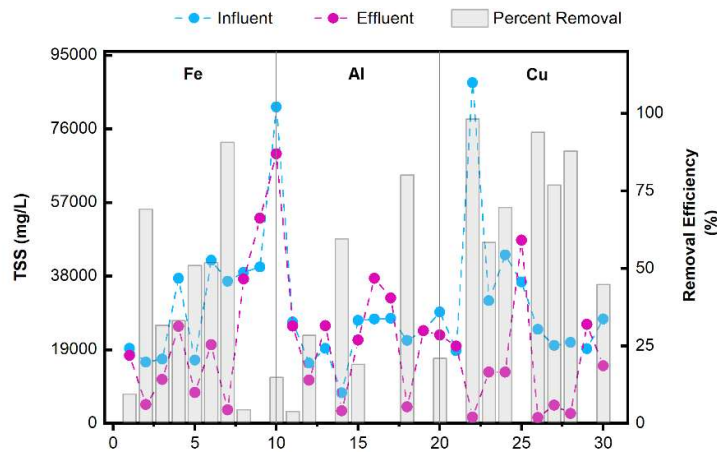 Influent Effluent Percent Removal
95000
76000
57000
38000
19000
0
TSS (mg/L)
Fe Al Cu
100
75
50
25
0
Removal Efficiency
(%)
0 5 10 15 20 25 30